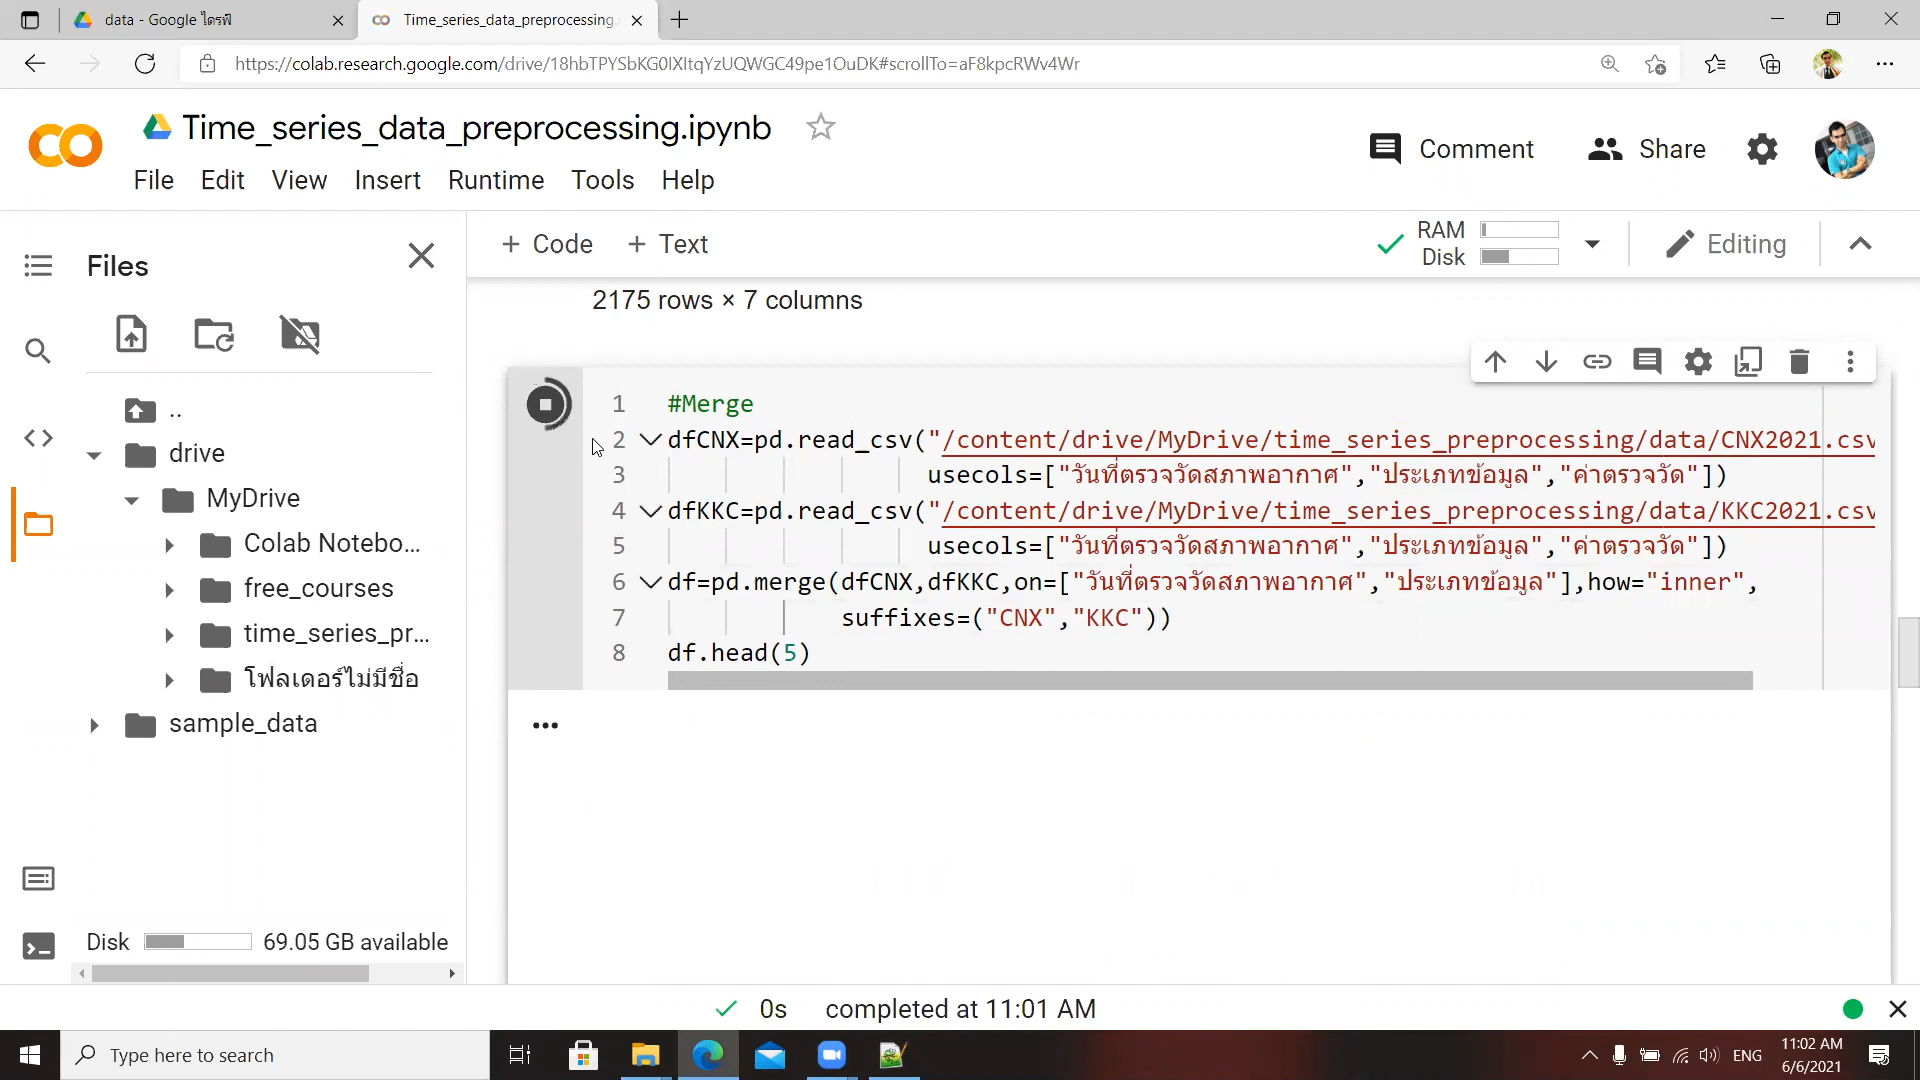 data - Google ไดรฟ์
Time_series_data_preprocessing.
https://colab.research.google.com/drive/18hbTPYSbKG0IXItqYzUQWGC49pe1OuDK#scrollTo=aF8kpcRWv4Wr
Time_series_data_preprocessing.ipynb
Comment
Share
File Edit View Insert Runtime Tools Help
Files
+ Code + Text
RAM
Disk
Editing
2175 rows × 7 columns
..
drive
MyDrive
Colab Notebo...
free_courses
time_series_pr...
โฟลเดอร์ไม่มีชื่อ
sample_data
1 #Merge
2 dfCNX=pd.read_csv("/content/drive/MyDrive/time_series_preprocessing/data/CNX2021.csv
3 usecols=["วันที่ตรวจวัดสภาพอากาศ","ประเภทข้อมูล","ค่าตรวจวัด"])
4 dfKKC=pd.read_csv("/content/drive/MyDrive/time_series_preprocessing/data/KKC2021.csv
5 usecols=["วันที่ตรวจวัดสภาพอากาศ","ประเภทข้อมูล","ค่าตรวจวัด"])
6 df=pd.merge(dfCNX,dfKKC,on=["วันที่ตรวจวัดสภาพอากาศ","ประเภทข้อมูล"],how="inner",
7 suffixes=("CNX","KKC"))
8 df.head(5)
Disk 69.05 GB available
0s completed at 11:01 AM
Type here to search
ENG
11:02 AM
6/6/2021